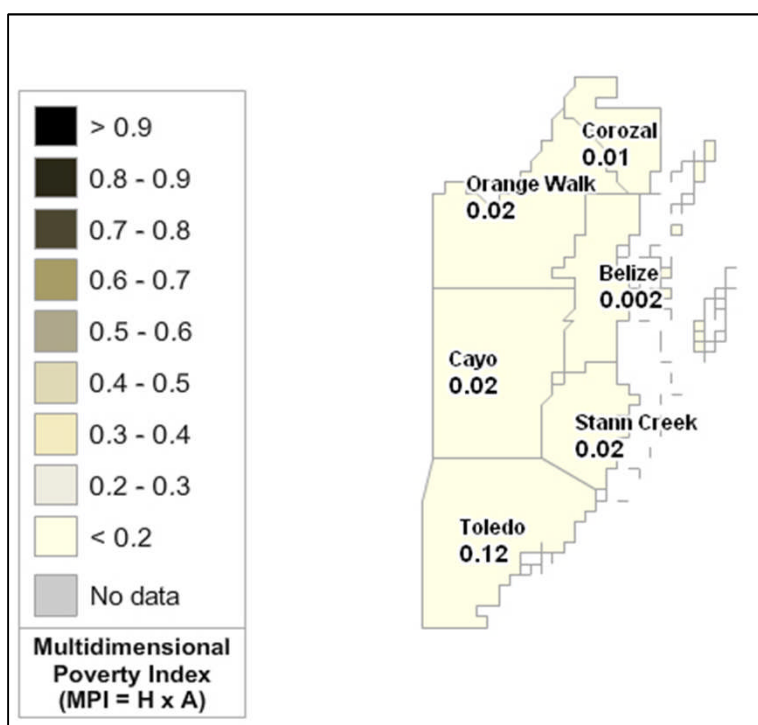 > 0.9
0.8 - 0.9
0.7 - 0.8
0.6 - 0.7
0.5 - 0.6
0.4 - 0.5
0.3 - 0.4
0.2 - 0.3
< 0.2
No data
Multidimensional
Poverty Index
(MPI = H x A)
Corozal
0.01
Orange Walk
0.02
Belize
0.002
Cayo
0.02
Stann Creek
0.02
Toledo
0.12